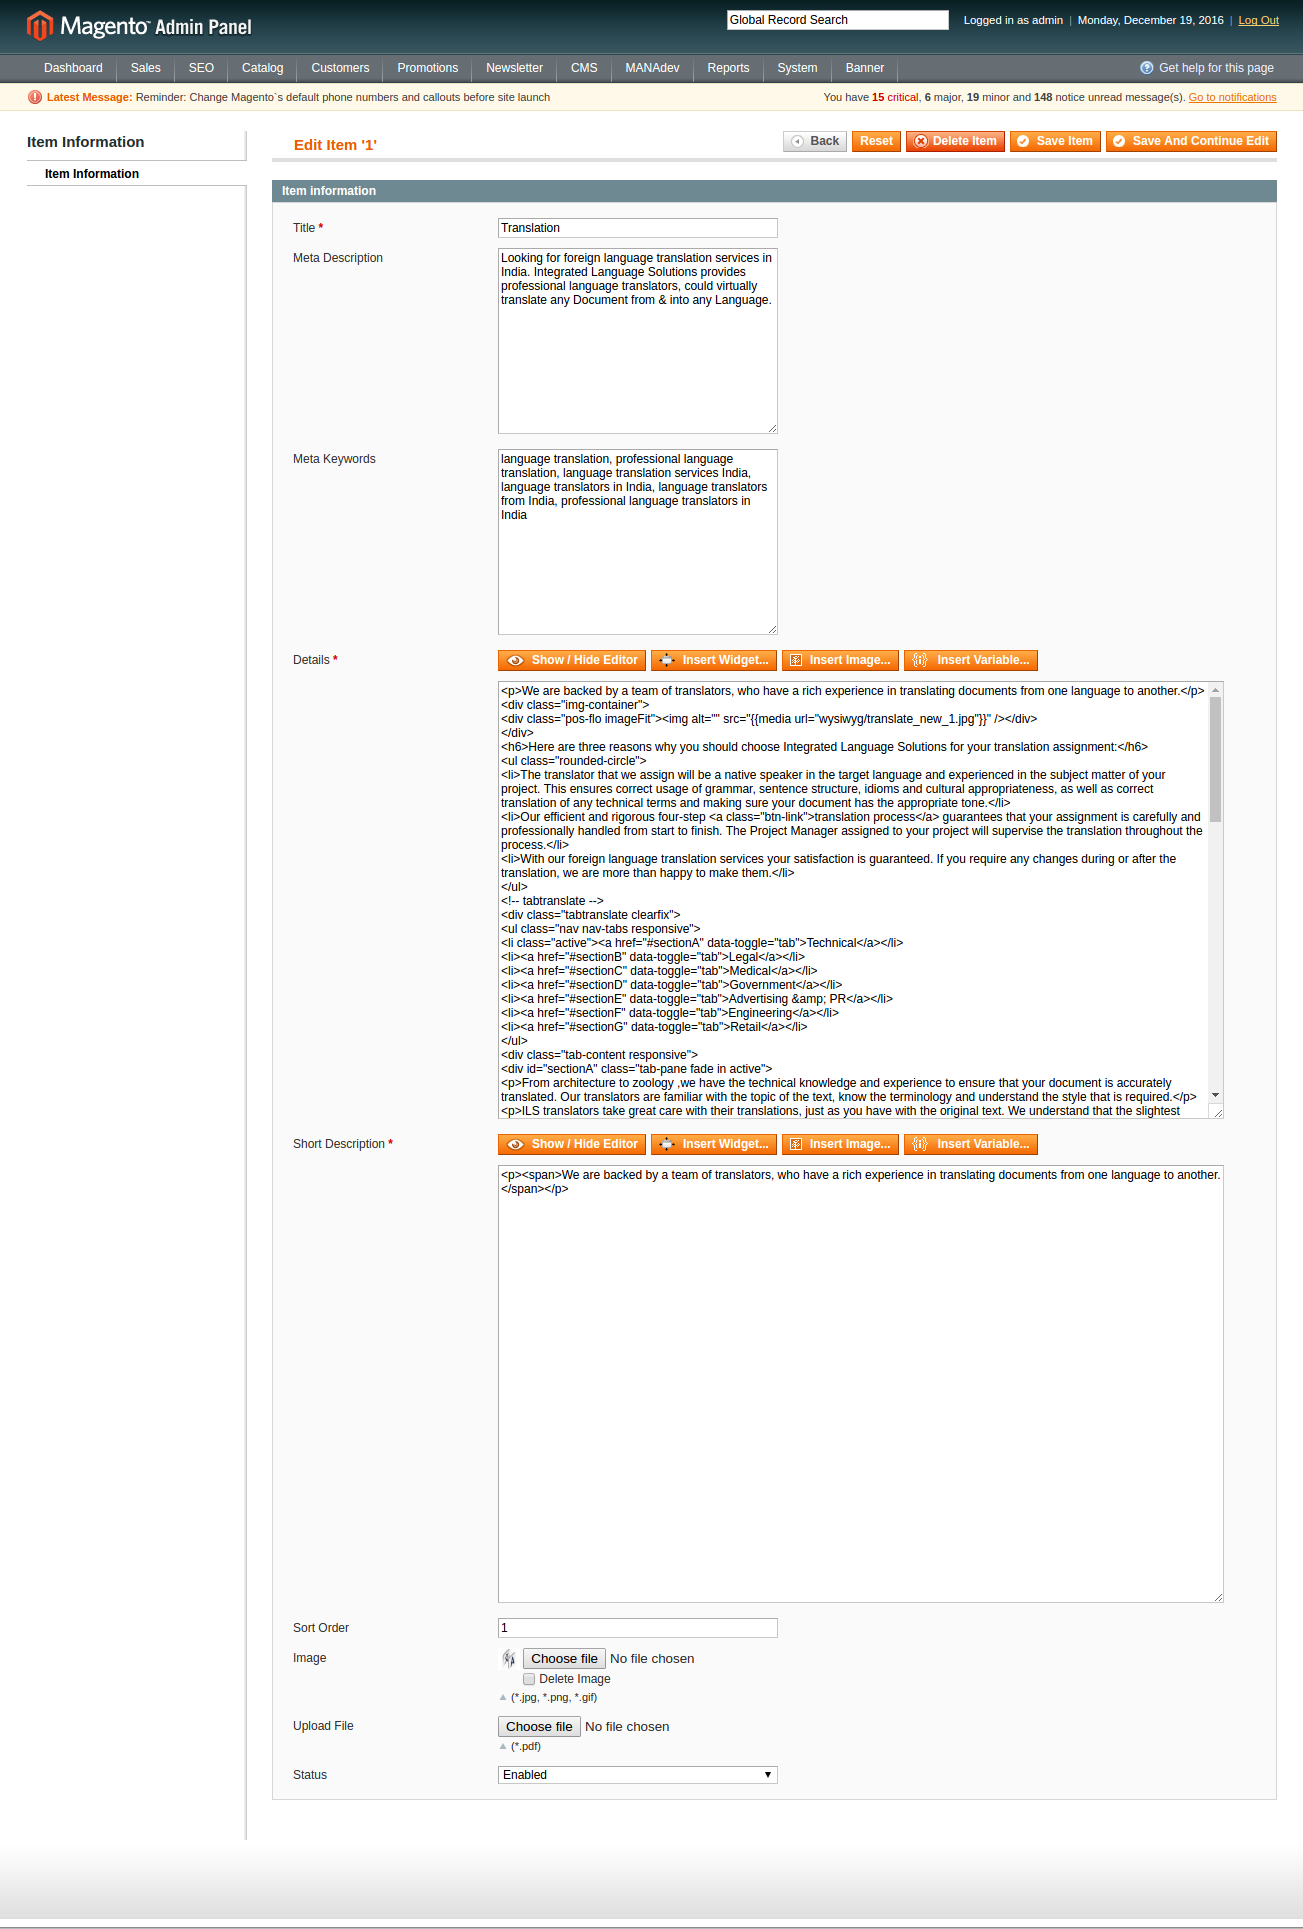 Magento™ Admin Panel
Global Record Search
Logged in as admin | Monday, December 19, 2016 | Log Out
Dashboard Sales SEO Catalog Customers Promotions Newsletter CMS MANAdev Reports System Banner Get help for this page
Latest Message: Reminder: Change Magento`s default phone numbers and callouts before site launch
You have 15 critical, 6 major, 19 minor and 148 notice unread message(s). Go to notifications
Item Information
Item Information
Edit Item '1'
Back Reset Delete Item Save Item Save And Continue Edit
Item information
Title *
Translation
Meta Description
Looking for foreign language translation services in
India. Integrated Language Solutions provides
professional language translators, could virtually
translate any Document from & into any Language.
Meta Keywords
language translation, professional language
translation, language translation services India,
language translators in India, language translators
from India, professional language translators in
India
Details *
Show / Hide Editor Insert Widget... Insert Image... Insert Variable...
<p>We are backed by a team of translators, who have a rich experience in translating documents from one language to another.</p>
<div class="img-container">
<div class="pos-flo imageFit"><img alt="" src="{{media url="wysiwyg/translate_new_1.jpg"}}" /></div>
</div>
<h6>Here are three reasons why you should choose Integrated Language Solutions for your translation assignment:</h6>
<ul class="rounded-circle">
<li>The translator that we assign will be a native speaker in the target language and experienced in the subject matter of your
project. This ensures correct usage of grammar, sentence structure, idioms and cultural appropriateness, as well as correct
translation of any technical terms and making sure your document has the appropriate tone.</li>
<li>Our efficient and rigorous four-step <a class="btn-link">translation process</a> guarantees that your assignment is carefully and
professionally handled from start to finish. The Project Manager assigned to your project will supervise the translation throughout the
process.</li>
<li>With our foreign language translation services your satisfaction is guaranteed. If you require any changes during or after the
translation, we are more than happy to make them.</li>
</ul>
<!-- tabtranslate -->
<div class="tabtranslate clearfix">
<ul class="nav nav-tabs responsive">
<li class="active"><a href="#sectionA" data-toggle="tab">Technical</a></li>
<li><a href="#sectionB" data-toggle="tab">Legal</a></li>
<li><a href="#sectionC" data-toggle="tab">Medical</a></li>
<li><a href="#sectionD" data-toggle="tab">Government</a></li>
<li><a href="#sectionE" data-toggle="tab">Advertising &amp; PR</a></li>
<li><a href="#sectionF" data-toggle="tab">Engineering</a></li>
<li><a href="#sectionG" data-toggle="tab">Retail</a></li>
</ul>
<div class="tab-content responsive">
<div id="sectionA" class="tab-pane fade in active">
<p>From architecture to zoology ,we have the technical knowledge and experience to ensure that your document is accurately
translated. Our translators are familiar with the topic of the text, know the terminology and understand the style that is required.</p>
<p>ILS translators take great care with their translations, just as you have with the original text. We understand that the slightest
Short Description *
Show / Hide Editor Insert Widget... Insert Image... Insert Variable...
<p><span>We are backed by a team of translators, who have a rich experience in translating documents from one language to another.
</span></p>
Sort Order
1
Image
Choose file No file chosen
Delete Image
(*.jpg, *.png, *.gif)
Upload File
Choose file No file chosen
(*.pdf)
Status
Enabled